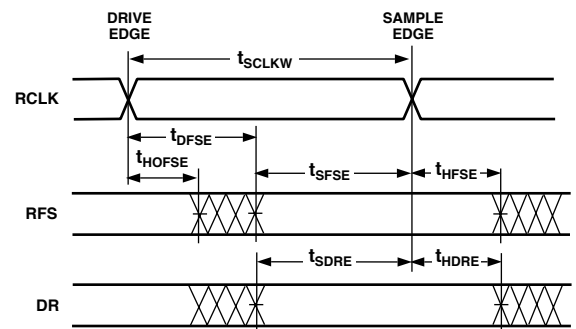 DRIVE
EDGE
SAMPLE
EDGE
tSCLKW
RCLK
tDFSE
tHOFSE
tSFSE
tHFSE
RFS
tSDRE
tHDRE
DR